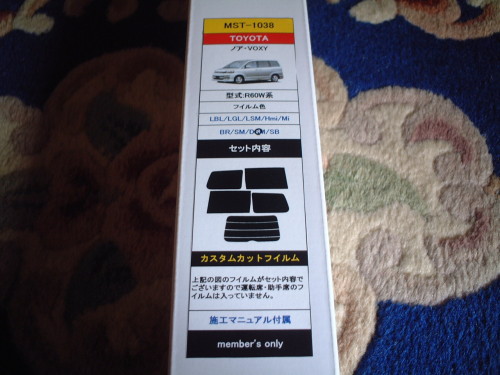 MST-1038
TOYOTA
ノア・VOXY
型式:R60W系
フイルム色
LBL/LGL/LSM/Hmi/Mi
BR/SM/D M/SB
セット内容
カスタムカットフイルム
上記の図のフイルムがセット内容で
ございますので運転席・助手席のフ
イルムは入っていません。
施工マニュアル付属
member's only